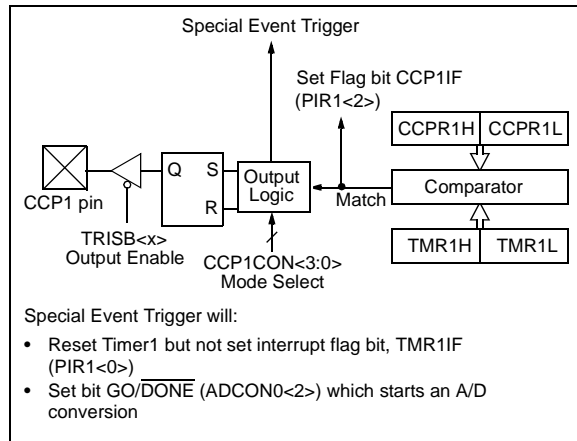 Special Event Trigger
Set Flag bit CCP1IF
(PIR1<2>)
CCPR1H CCPR1L
Q S Output
Logic
R
Match
Comparator
CCP1 pin
TRISB<x>
Output Enable
TMR1H TMR1L
CCP1CON<3:0>
Mode Select
Special Event Trigger will:
• Reset Timer1 but not set interrupt flag bit, TMR1IF
(PIR1<0>)
• Set bit GO/DONE (ADCON0<2>) which starts an A/D
conversion